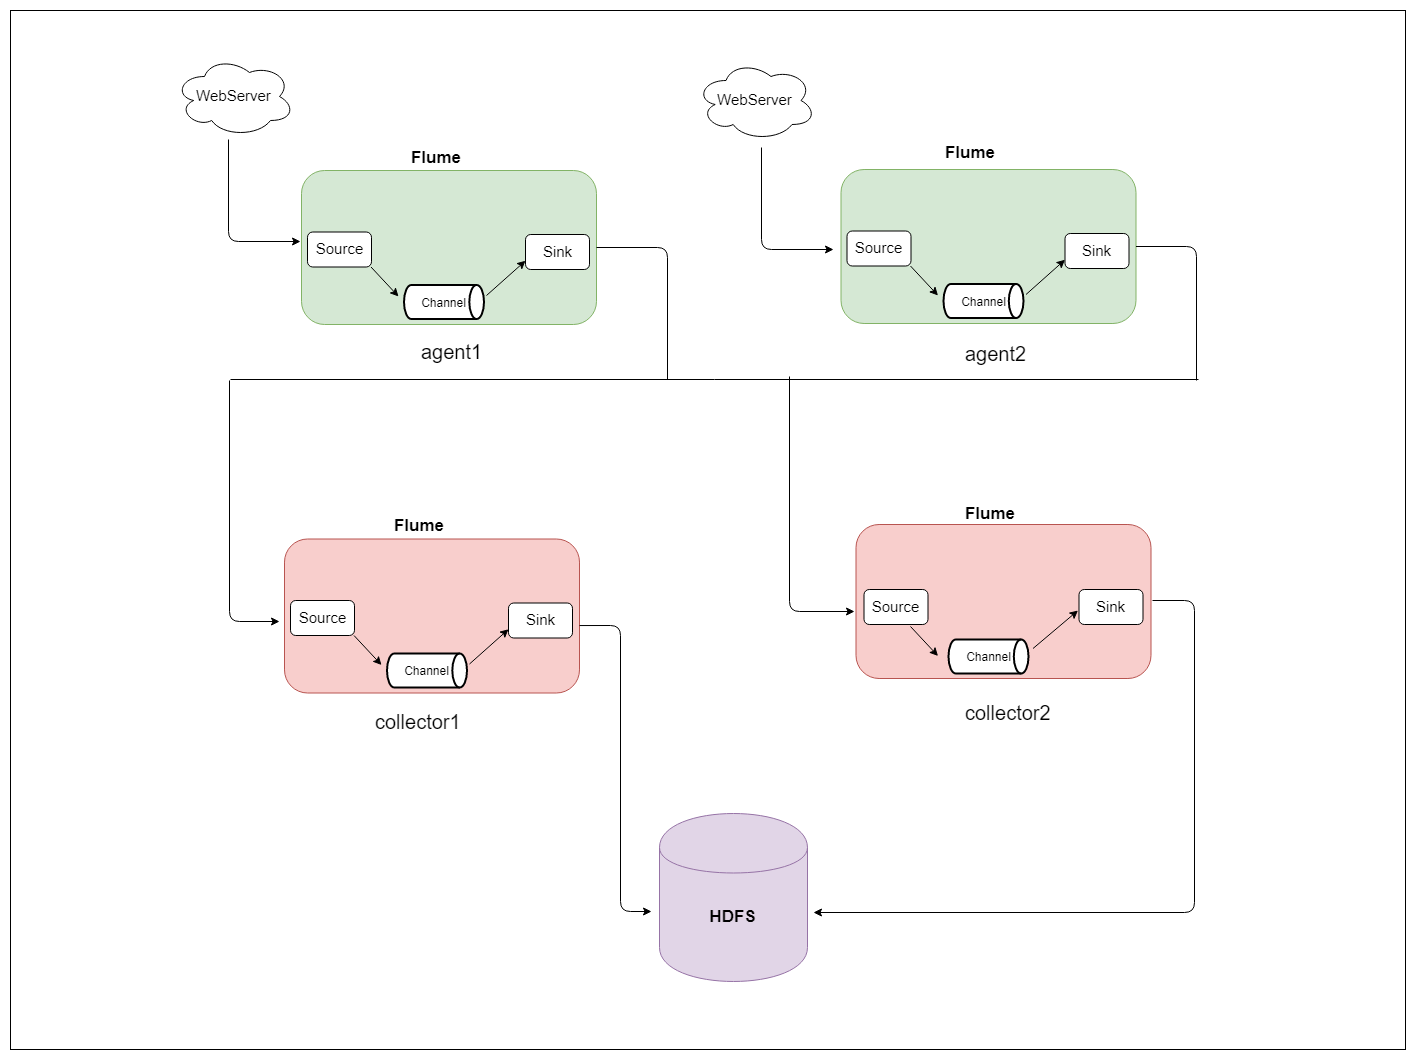 WebServer
WebServer
Flume
Flume
Source
Sink
Channel
Source
Sink
Channel
agent1
agent2
Flume
Flume
Source
Sink
Channel
Source
Sink
Channel
collector1
collector2
HDFS